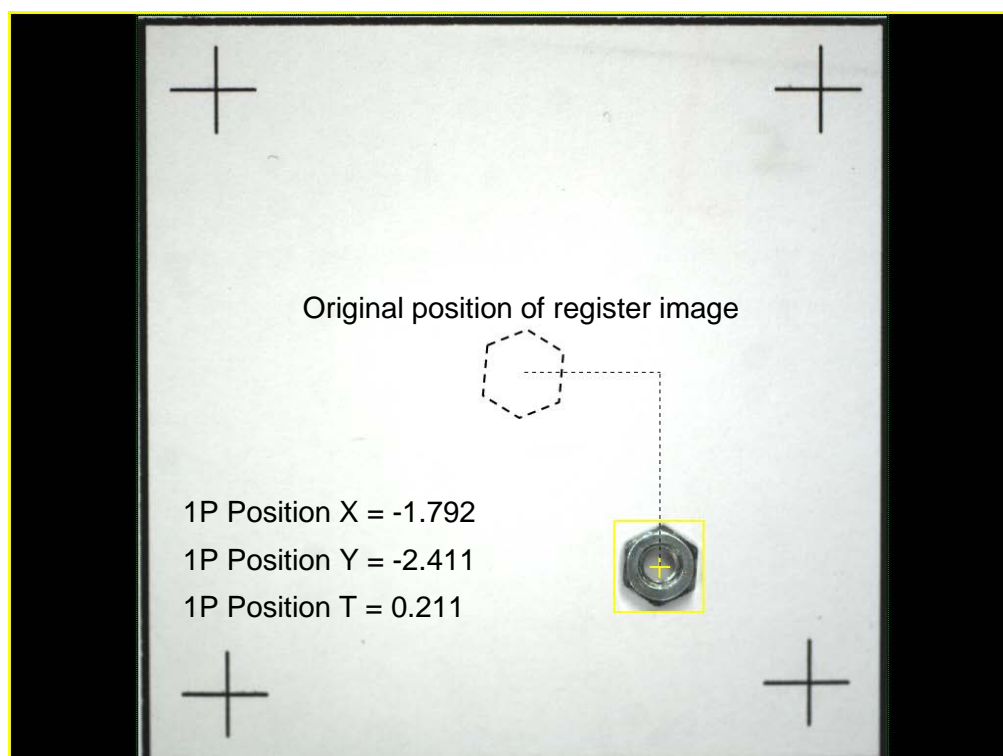 Original position of register image
1P Position X = -1.792
1P Position Y = -2.411
1P Position T = 0.211